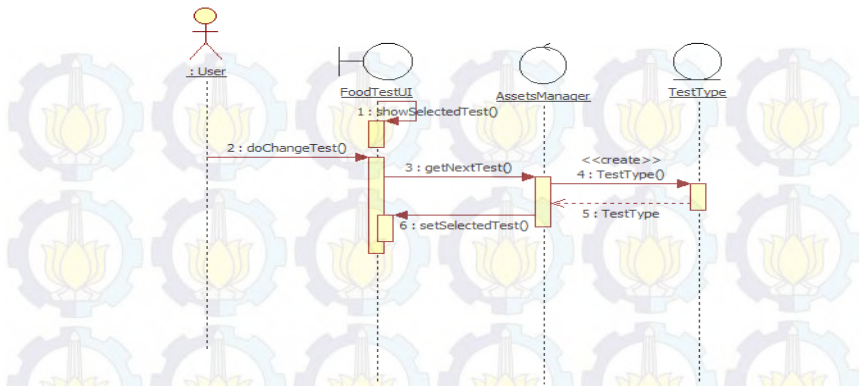 : User
FoodTestUI
AssetsManager
TestType
1 : showSelectedTest()
2 : doChangeTest()
3 : getNextTest()
<<create>>
4 : TestType()
5 : TestType
6 : setSelectedTest()